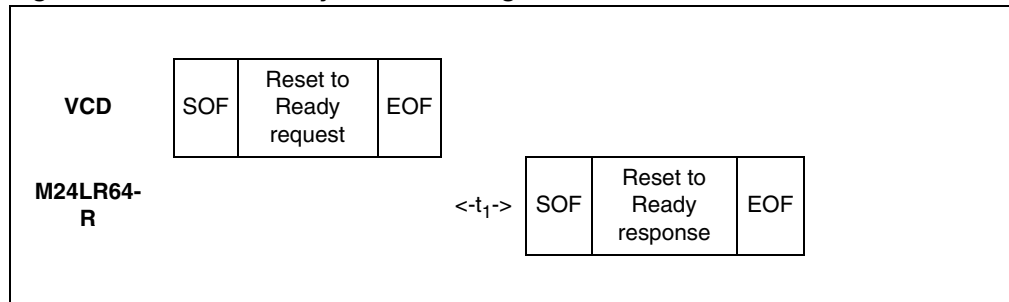 VCD
SOF
Reset to
Ready
request
EOF
M24LR64-
R
<-t1->
SOF
Reset to
Ready
response
EOF